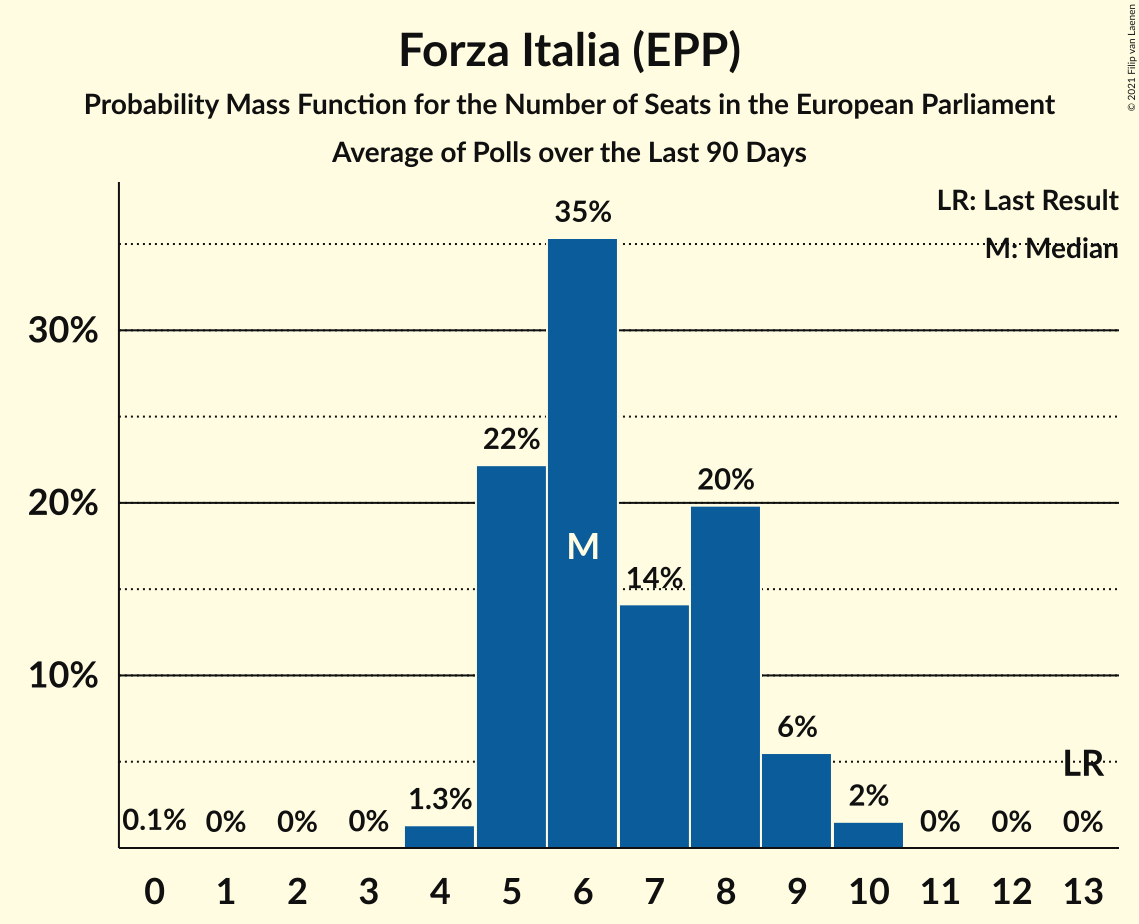 Forza Italia (EPP)
Probability Mass Function for the Number of Seats in the European Parliament
Average of Polls over the Last 90 Days
© 2021 Filip van Laenen
LR: Last Result
M: Median
30%
20%
10%
0.1%
0%
0%
0%
1.3%
22%
35%
M
14%
20%
6%
2%
0%
0%
0%
LR
0 1 2 3 4 5 6 7 8 9 10 11 12 13